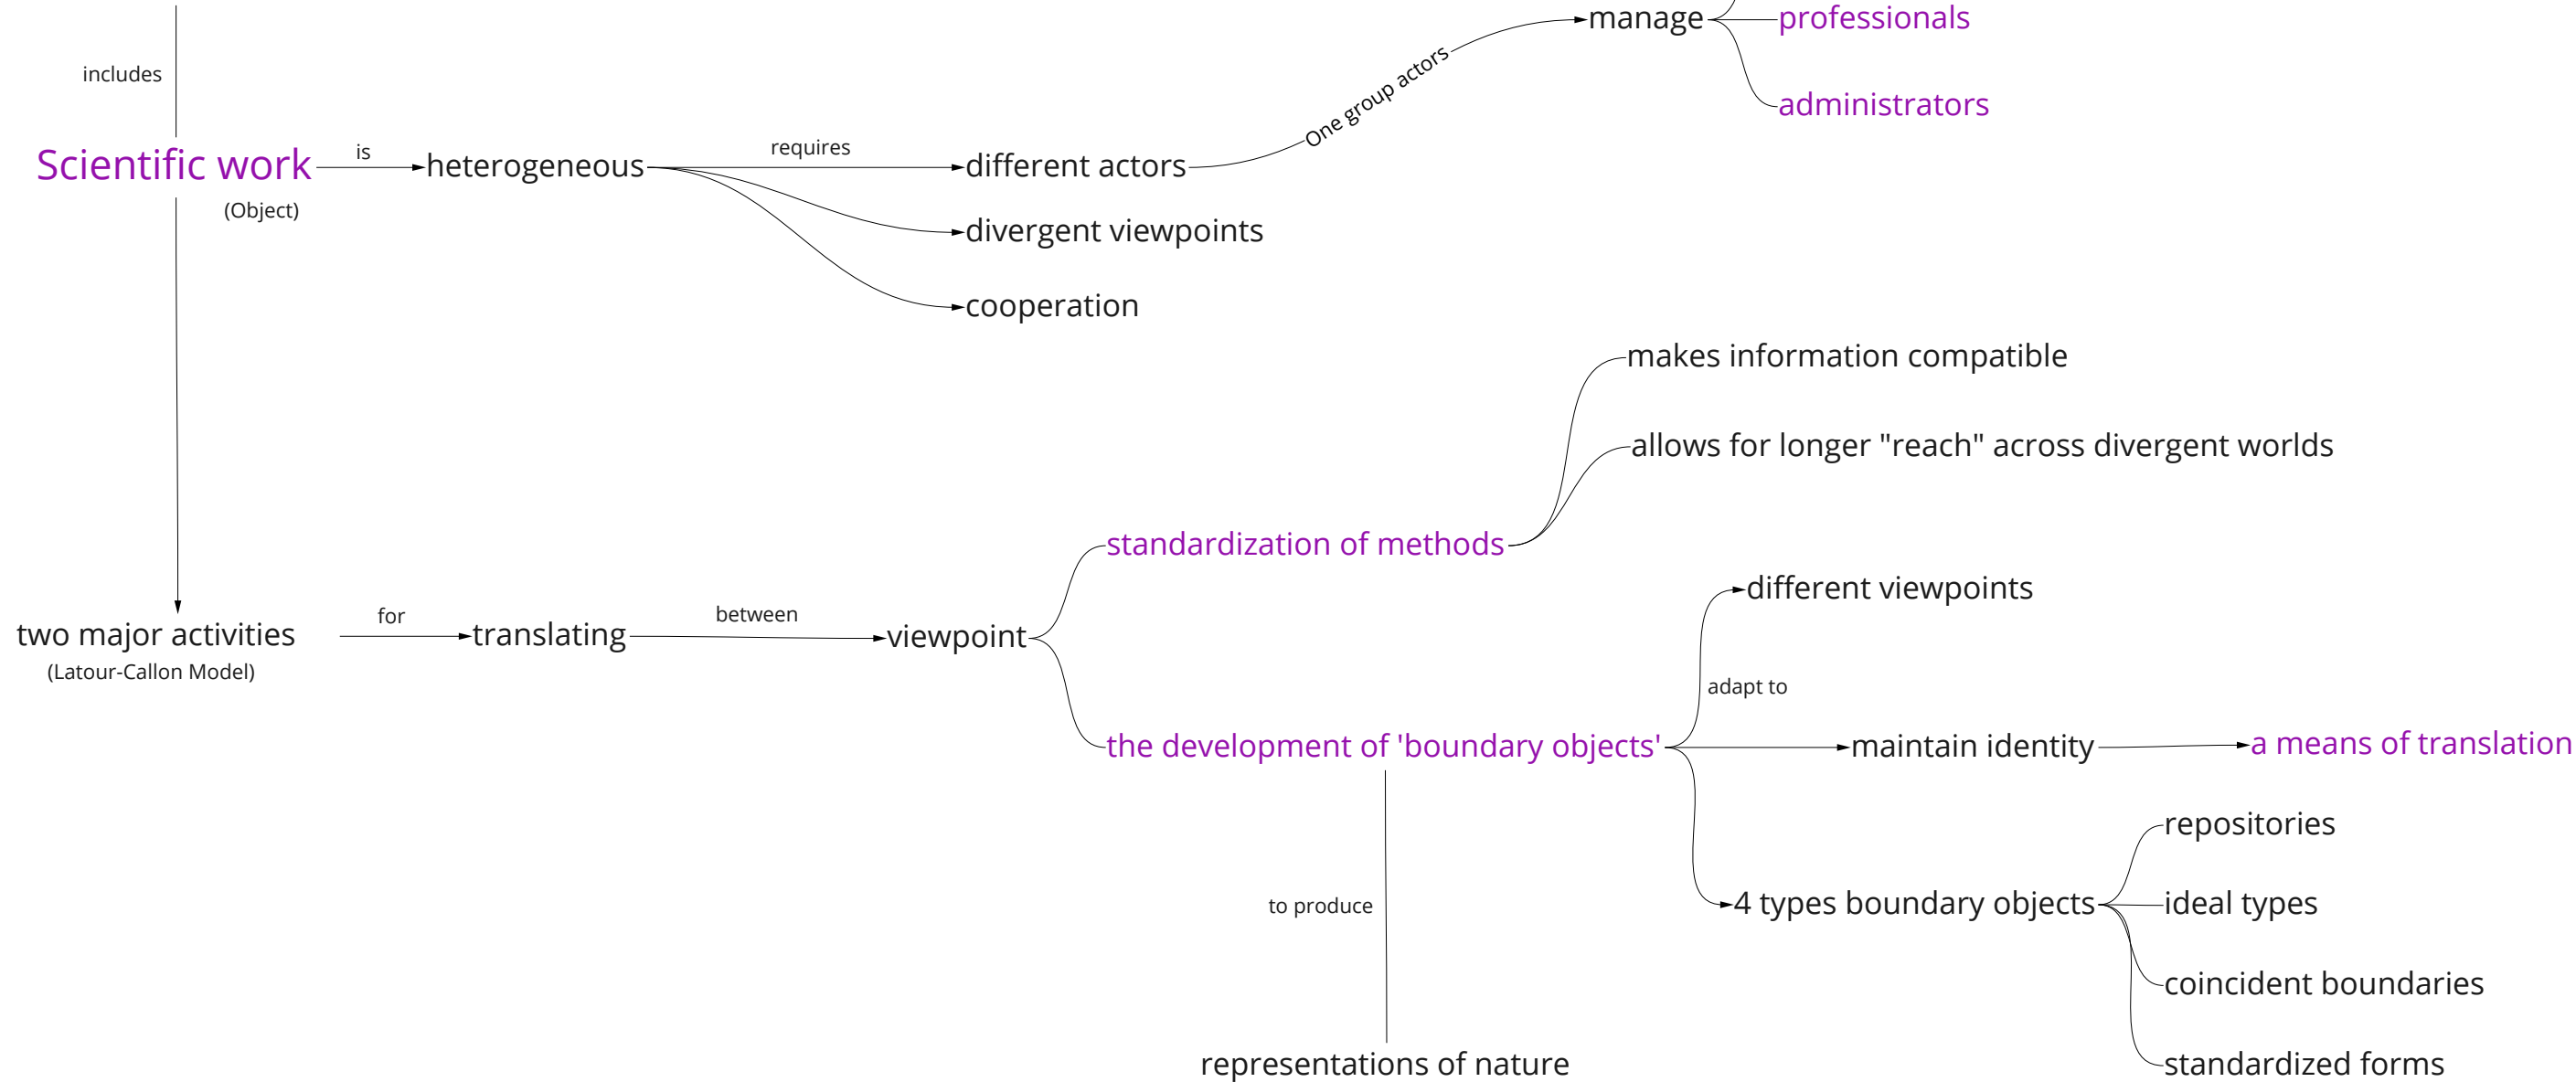 manage
professionals
includes
One group actors
administrators
Scientific work
is
heterogeneous
requires
different actors
(Object)
divergent viewpoints
cooperation
makes information compatible
allows for longer "reach" across divergent worlds
standardization of methods
different viewpoints
two major activities
for
translating
between
viewpoint
(Latour-Callon Model)
adapt to
the development of 'boundary objects'
maintain identity
a means of translation
repositories
to produce
4 types boundary objects
ideal types
coincident boundaries
representations of nature
standardized forms